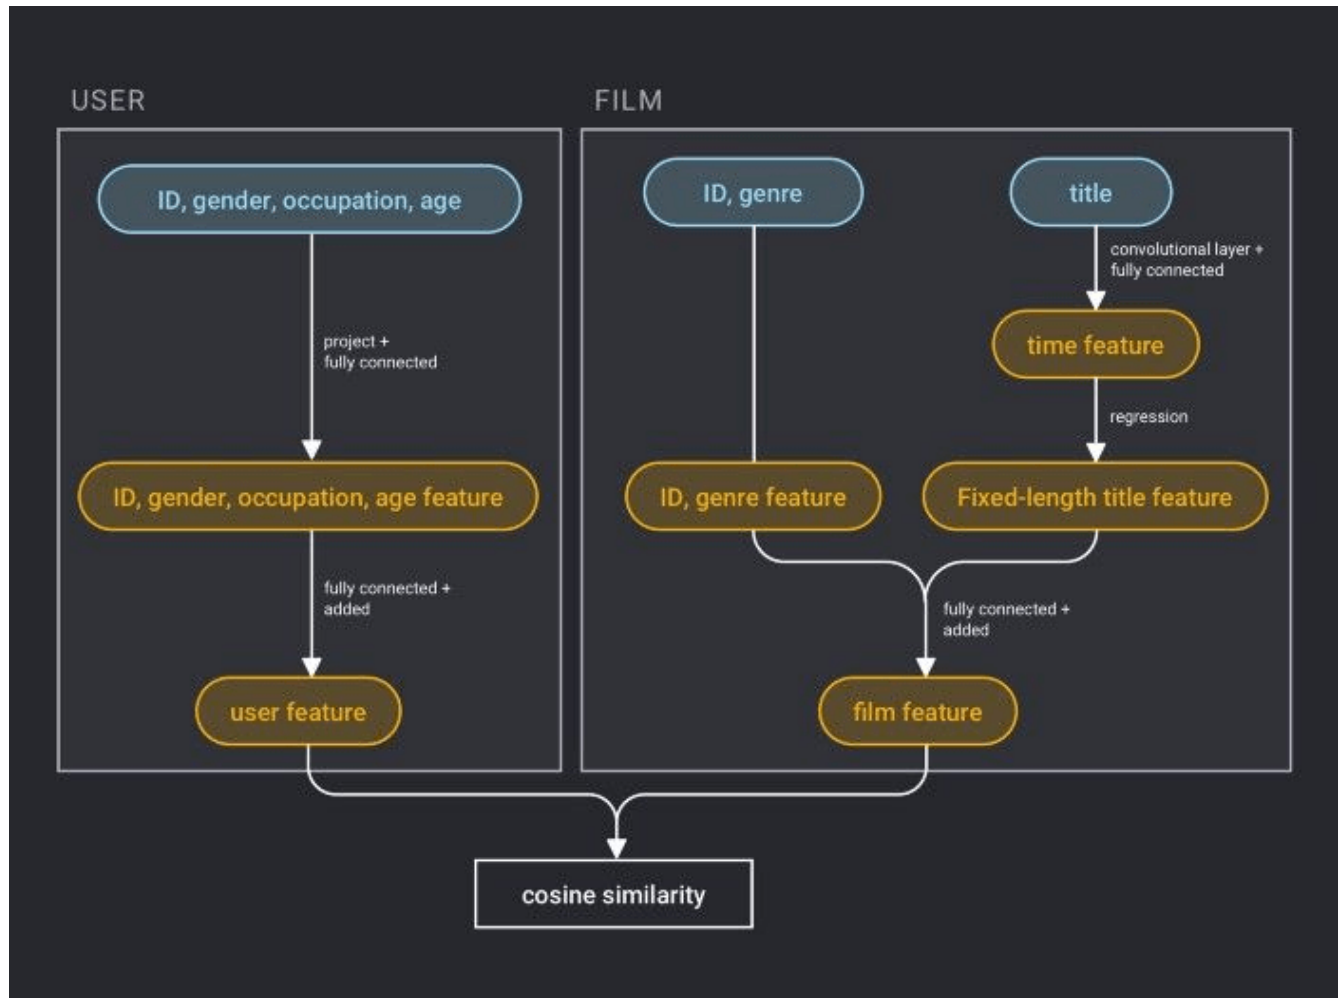 USER
ID, gender, occupation, age
project +
fully connected
ID, gender, occupation, age feature
fully connected +
added
user feature
FILM
ID, genre
title
convolutional layer +
fully connected
time feature
regression
ID, genre feature
Fixed-length title feature
fully connected +
added
film feature
cosine similarity